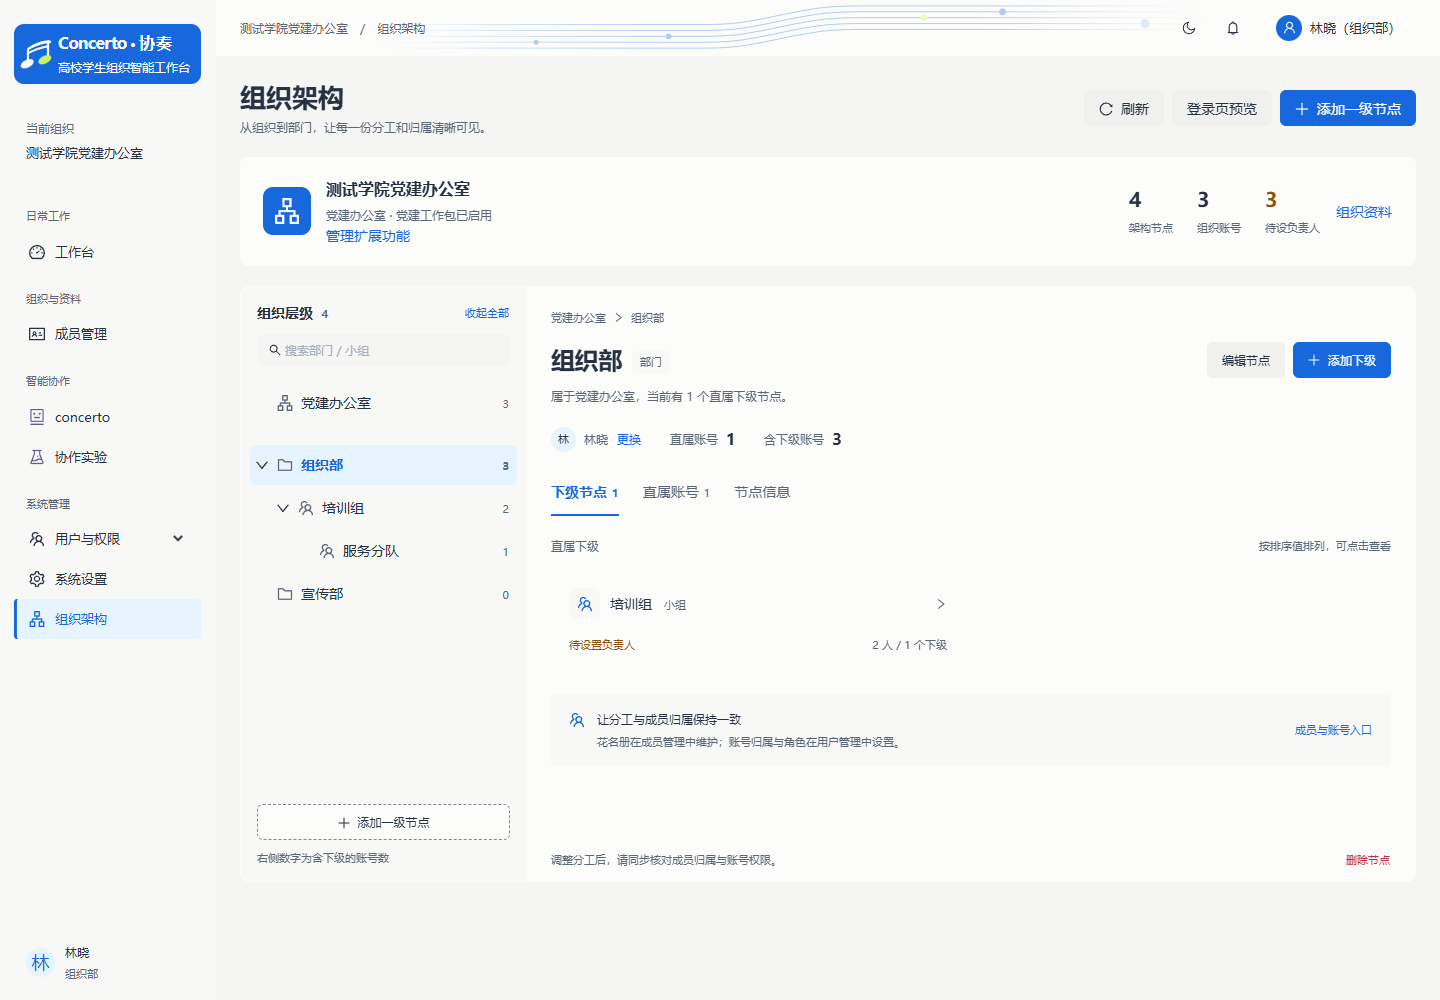 Concerto • 协奏
高校学生组织智能工作台
当前组织
测试学院党建办公室
日常工作
工作台
组织与资料
成员管理
智能协作
concerto
协作实验
系统管理
用户与权限
系统设置
组织架构
林
林晓
组织部
测试学院党建办公室 / 组织架构
林晓（组织部）
组织架构
从组织到部门，让每一份分工和归属清晰可见。
刷新
登录页预览
添加一级节点
测试学院党建办公室
党建办公室 · 党建工作包已启用
管理扩展功能
4
架构节点
3
组织账号
3
待设负责人
组织资料
组织层级 4
收起全部
搜索部门 / 小组
党建办公室 3
组织部 3
培训组 2
服务分队 1
宣传部 0
添加一级节点
右侧数字为含下级的账号数
党建办公室 > 组织部
组织部 部门
编辑节点
添加下级
属于党建办公室，当前有 1 个直属下级节点。
林 林晓 更换 直属账号 1 含下级账号 3
下级节点 1 直属账号 1 节点信息
直属下级
按排序值排列，可点击查看
培训组 小组
待设置负责人
2 人 / 1 个下级
让分工与成员归属保持一致
花名册在成员管理中维护；账号归属与角色在用户管理中设置。
成员与账号入口
调整分工后，请同步核对成员归属与账号权限。
删除节点